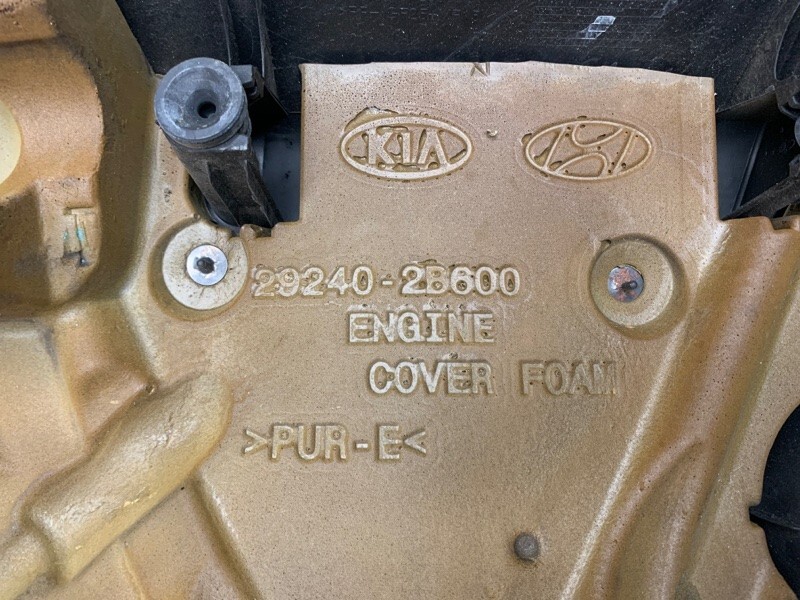 KIA
29240-2B600
ENGINE
COVER FOAM
>PUR-E<